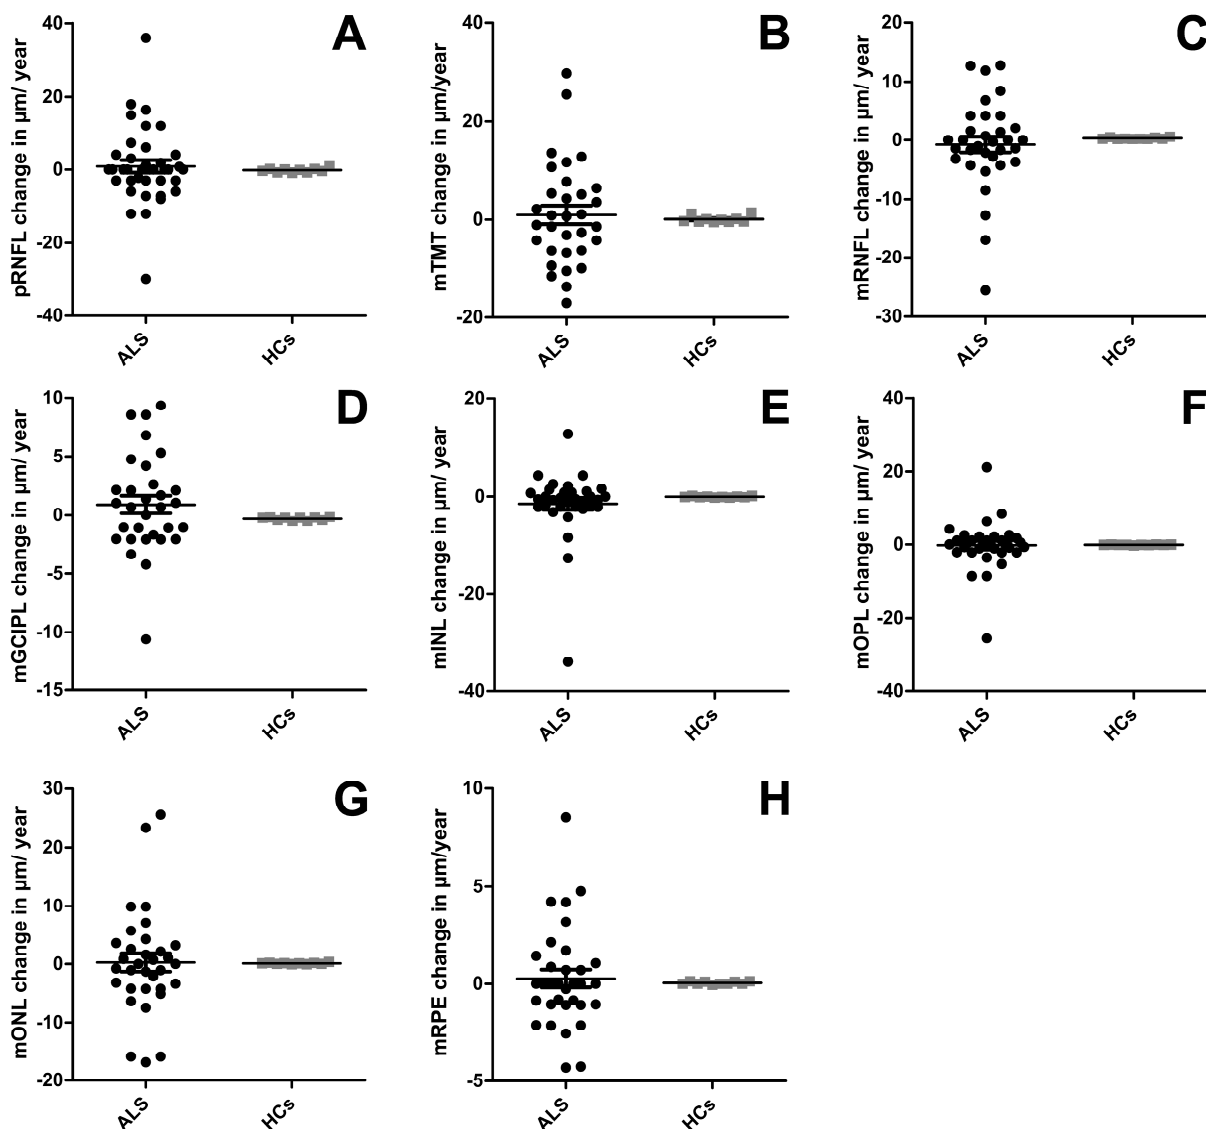 A
pRNFL change in µm/ year
40
20
0
-20
-40
ALS
HCs
B
mTMT change in µm/year
40
20
0
-20
ALS
HCs
C
mRNFL change in µm/ year
20
10
0
-10
-20
-30
ALS
HCs
D
mGCIPL change in µm/ year
10
5
0
-5
-10
-15
ALS
HCs
E
mINL change in µm/ year
20
0
-20
-40
ALS
HCs
F
mOPL change in µm/ year
40
20
0
-20
-40
ALS
HCs
G
mONL change in µm/ year
30
20
10
0
-10
-20
ALS
HCs
H
mRPE change in µm/year
10
5
0
-5
ALS
HCs